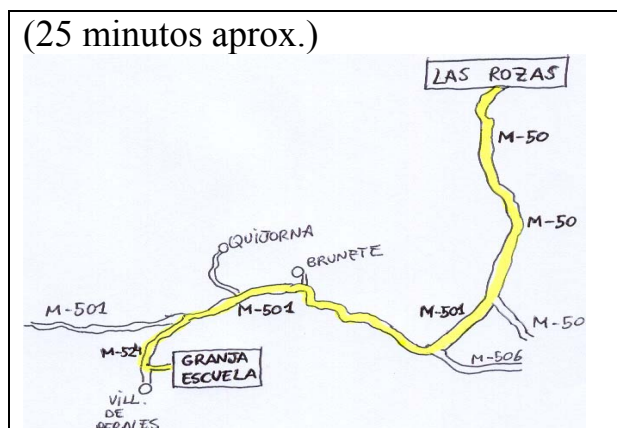 (25 minutos aprox.)
LAS ROZAS
M-50
M-50
QUIJORNA
BRUNETE
M-501
M-501
M-501
M-50
M-524
GRANJA
ESCUELA
M-506
VILL.
DE
PERALES